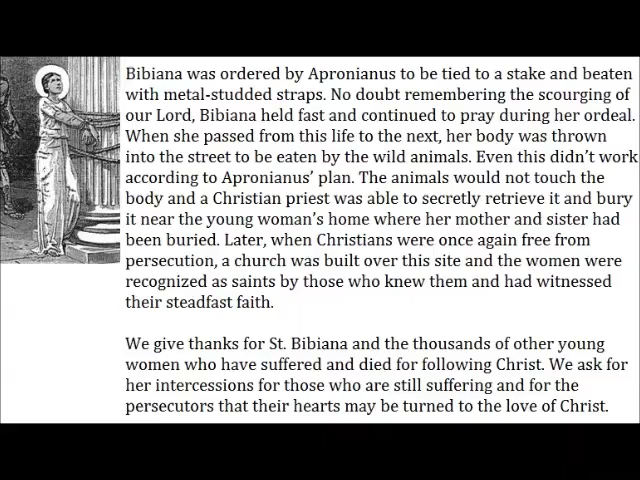 Bibiana was ordered by Apronianus to be tied to a stake and beaten
with metal-studded straps. No doubt remembering the scourging of
our Lord, Bibiana held fast and continued to pray during her ordeal.
When she passed from this life to the next, her body was thrown
into the street to be eaten by the wild animals. Even this didn't work
according to Apronianus' plan. The animals would not touch the
body and a Christian priest was able to secretly retrieve it and bury
it near the young woman's home where her mother and sister had
been buried. Later, when Christians were once again free from
persecution, a church was built over this site and the women were
recognized as saints by those who knew them and had witnessed
their steadfast faith.
We give thanks for St. Bibiana and the thousands of other young
women who have suffered and died for following Christ. We ask for
her intercessions for those who are still suffering and for the
persecutors that their hearts may be turned to the love of Christ.